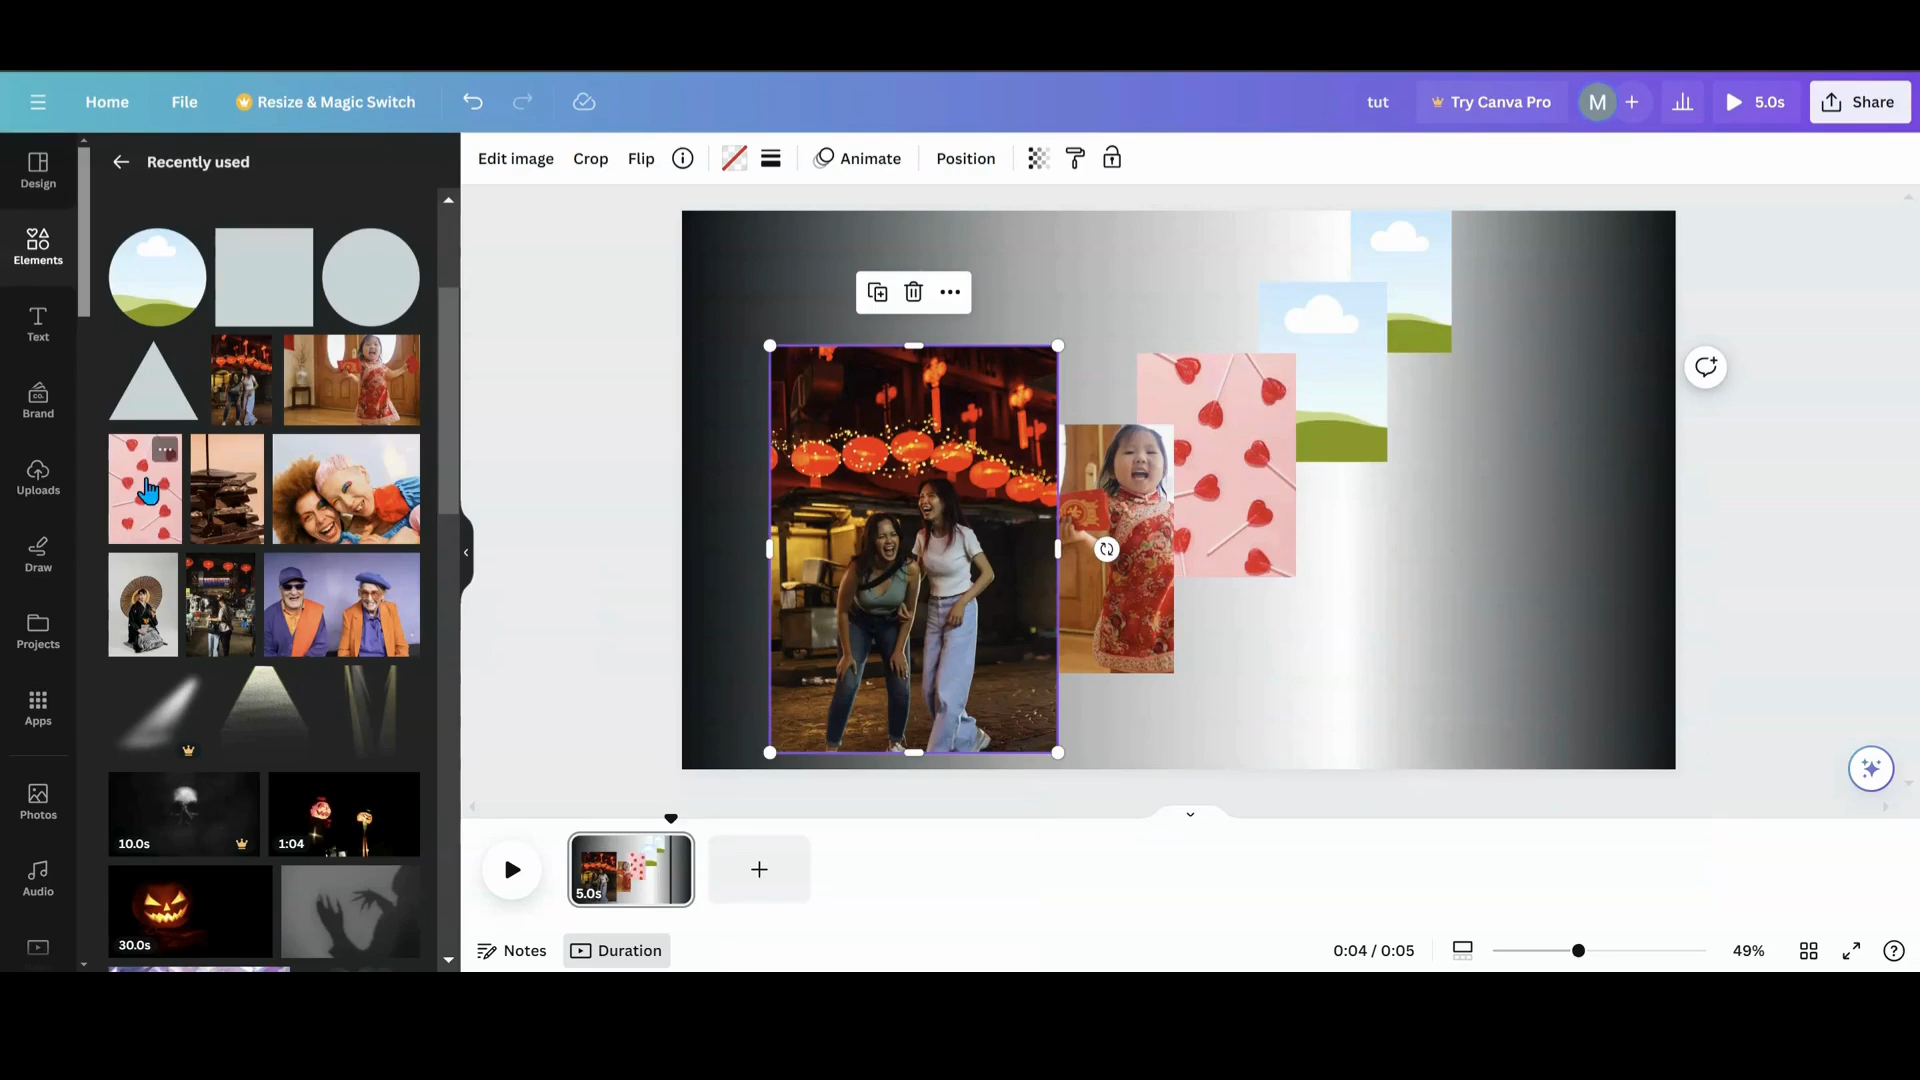 Home
File
Resize & Magic Switch
tut
Try Canva Pro
M
5.0s
Share
Design
Elements
Text
Brand
CO.
Uploads
Draw
Projects
Apps
Photos
Audio
Recently used
10.0s
1:04
30.0s
Edit image
Crop
Flip
Animate
Position
5.0s
Notes
Duration
0:04 / 0:05
49%